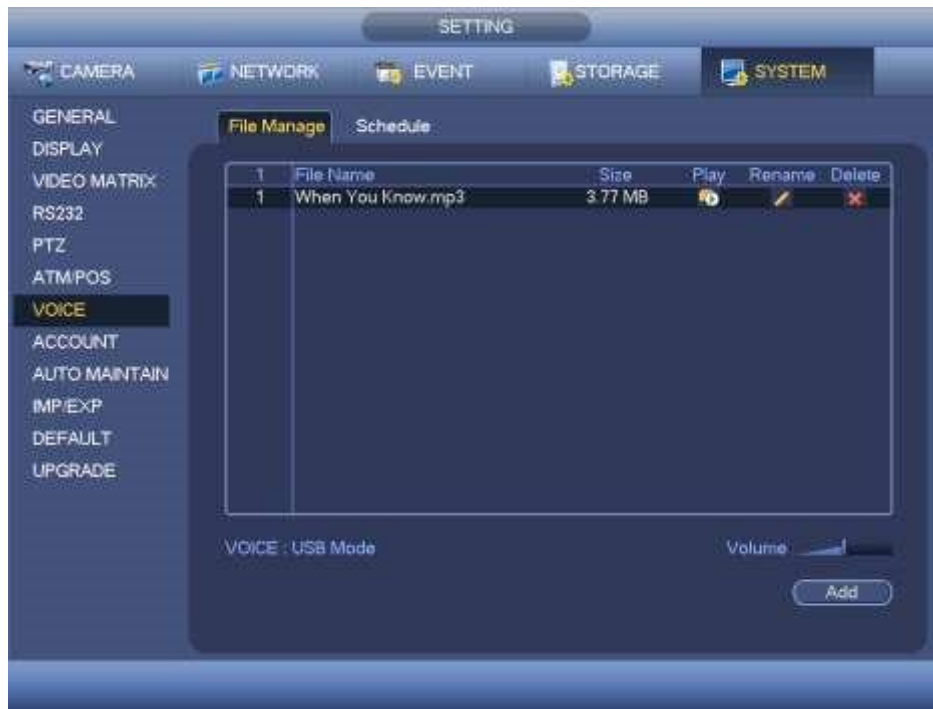 SETTING
CAMERA NETWORK EVENT STORAGE SYSTEM
GENERAL
DISPLAY
VIDEO MATRIX
RS232
PTZ
ATM/POS
VOICE
ACCOUNT
AUTO MAINTAIN
IMP/EXP
DEFAULT
UPGRADE
File Manage Schedule
1 File Name Size Play Rename Delete
1 When You Know.mp3 3.77 MB
VOICE : USB Mode Volume
Add